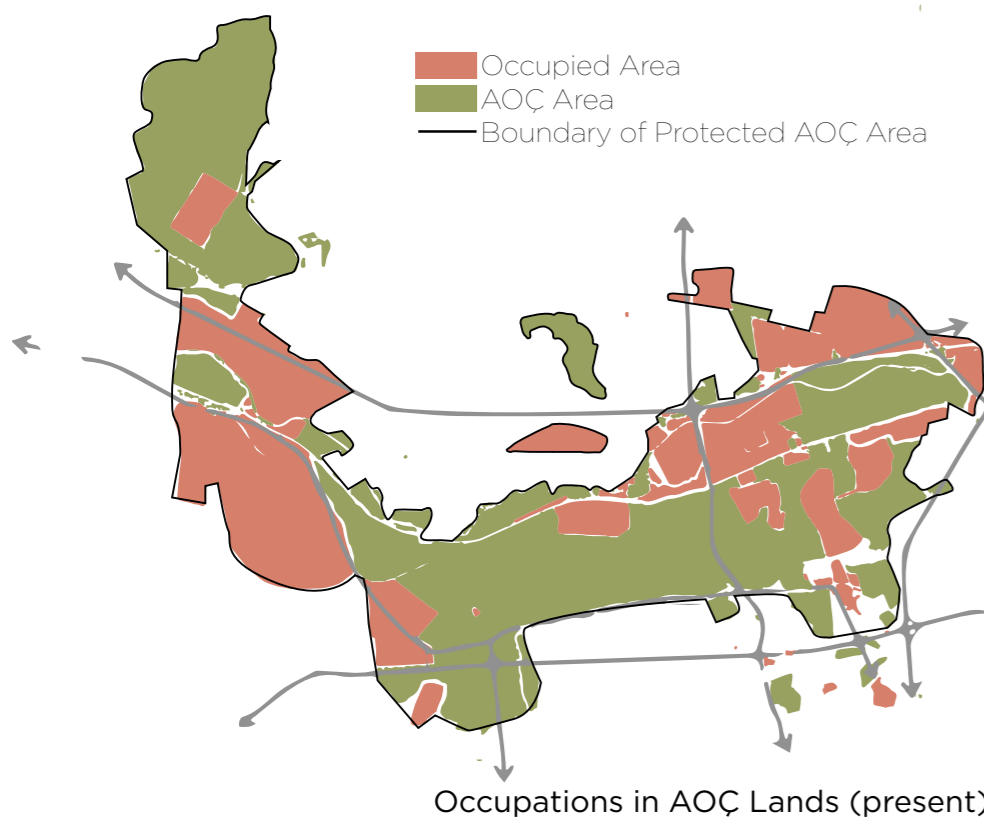 Occupied Area
AOÇ Area
Boundary of Protected AOÇ Area
Occupations in AOÇ Lands (present)